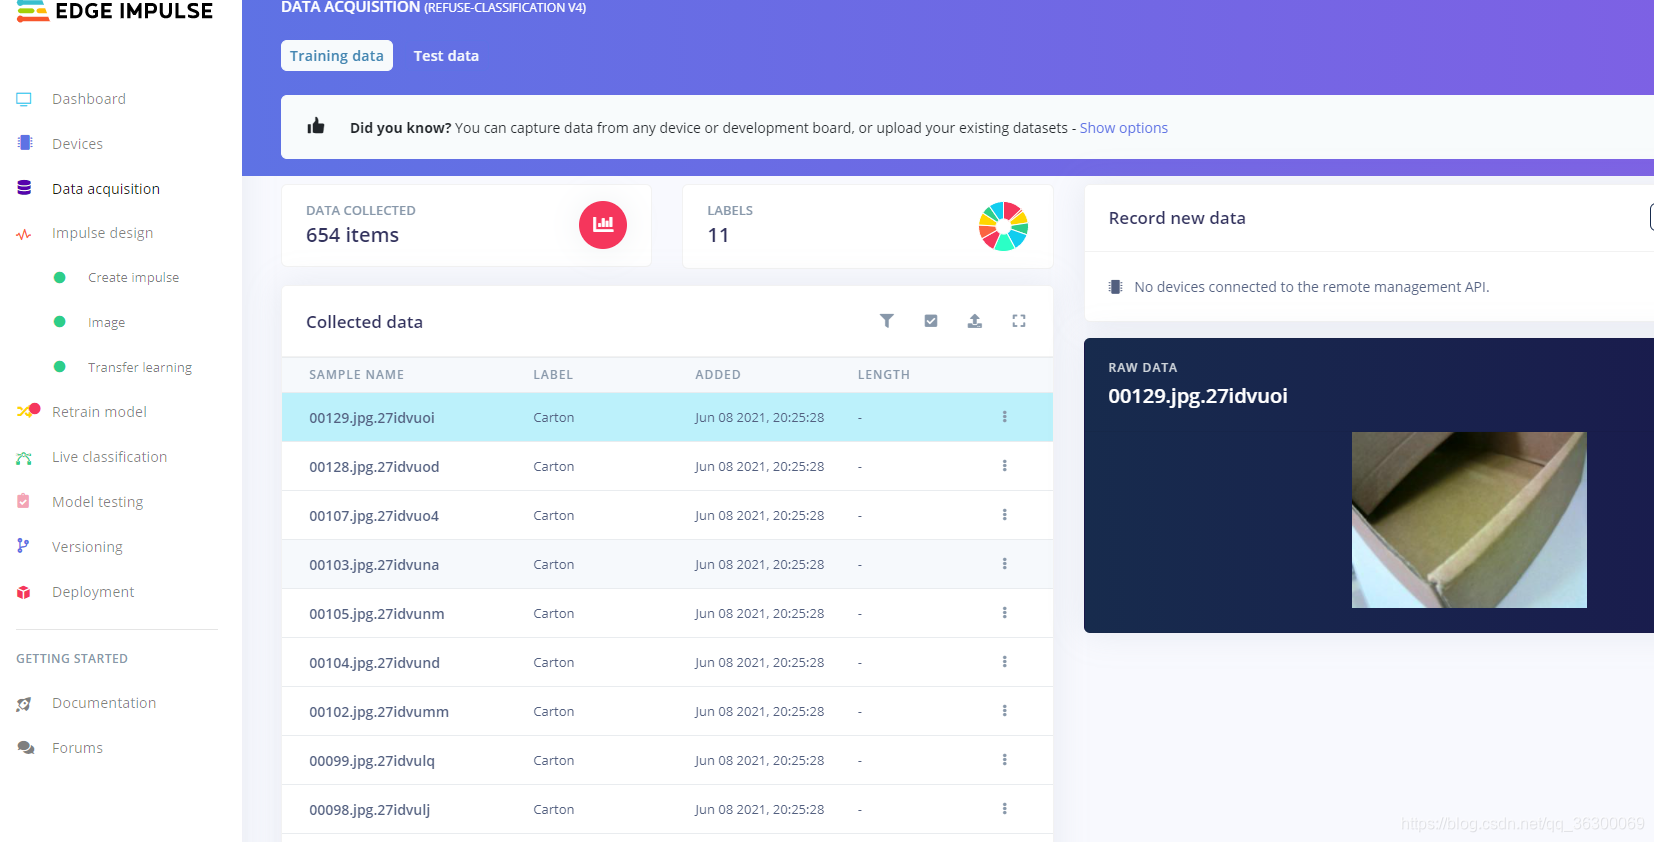 EDGE IMPULSE
Dashboard
Devices
Data acquisition
Impulse design
Create impulse
Image
Transfer learning
Retrain model
Live classification
Model testing
Versioning
Deployment
GETTING STARTED
Documentation
Forums
DATA ACQUISITION (REFUSE-CLASSIFICATION V4)
Training data Test data
Did you know? You can capture data from any device or development board, or upload your existing datasets - Show options
DATA COLLECTED
654 items
LABELS
11
Collected data
SAMPLE NAME LABEL ADDED LENGTH
00129.jpg.27idvuoi Carton Jun 08 2021, 20:25:28 -
00128.jpg.27idvuod Carton Jun 08 2021, 20:25:28 -
00107.jpg.27idvuo4 Carton Jun 08 2021, 20:25:28 -
00103.jpg.27idvuna Carton Jun 08 2021, 20:25:28 -
00105.jpg.27idvunm Carton Jun 08 2021, 20:25:28 -
00104.jpg.27idvund Carton Jun 08 2021, 20:25:28 -
00102.jpg.27idvumm Carton Jun 08 2021, 20:25:28 -
00099.jpg.27idvulq Carton Jun 08 2021, 20:25:28 -
00098.jpg.27idvulj Carton Jun 08 2021, 20:25:28 -
Record new data
No devices connected to the remote management API.
RAW DATA
00129.jpg.27idvuoi
https://blog.csdn.net/qq_36300069